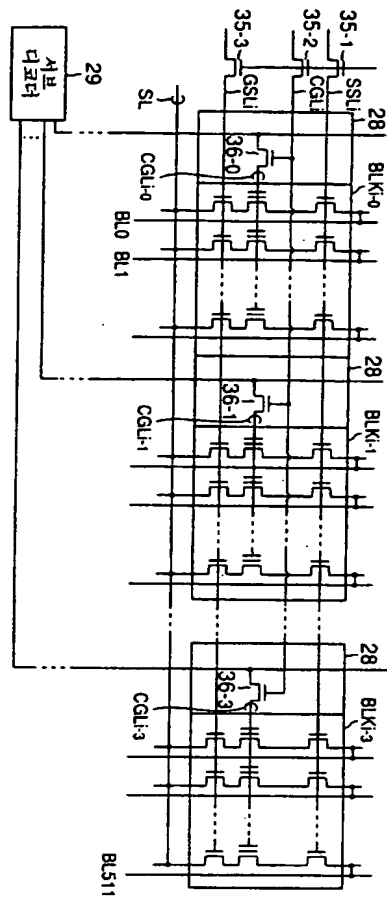 35-3
35-2
35-1
GSLi
CGLi
SSLi
29
서브
디코더
SL
28
BLKi-0
36-0
CGLi-0
BL0
BL1
28
BLKi-1
36-1
CGLi-1
28
BLKi-3
36-3
CGLi-3
BL511